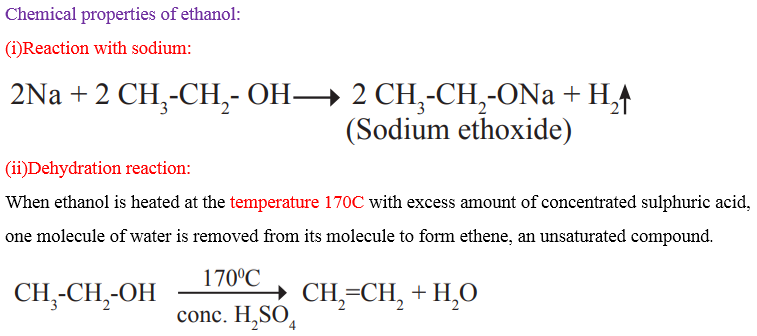 Chemical properties of ethanol:
(i)Reaction with sodium:
2Na + 2 CH₃-CH₂- OH⟶ 2 CH₃-CH₂-ONa + H₂↑
(Sodium ethoxide)
(ii)Dehydration reaction:
When ethanol is heated at the temperature 170C with excess amount of concentrated sulphuric acid,
one molecule of water is removed from its molecule to form ethene, an unsaturated compound.
170⁰C
CH₃-CH₂-OH ⟶ CH₂=CH₂ + H₂O
conc. H₂SO₄